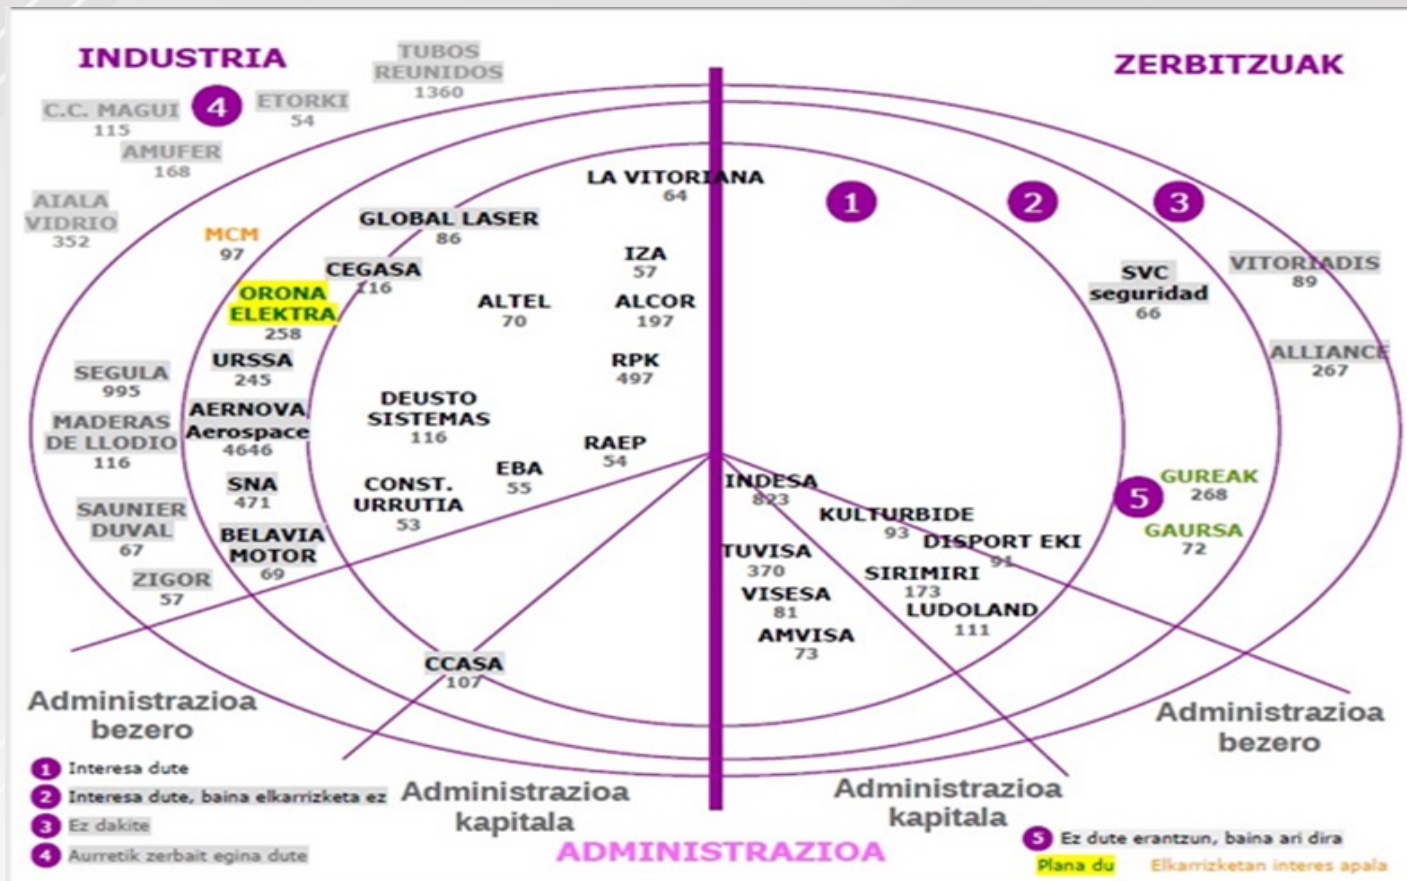 INDUSTRIA
ZERBITZUAK
TUBOS
REUNIDOS
1360
C.C. MAGUI
115
4
ETORKI
54
AMUFER
168
AIALA
VIDRIO
352
MCM
97
LA VITORIANA
64
GLOBAL LASER
86
CEGASA
116
IZA
57
ORONA
ELEKTRA
258
ALTEL
70
ALCOR
197
URSSA
245
RPK
497
SEGULA
995
AERNOVA
Aerospace
4646
DEUSTO
SISTEMAS
116
MADERAS
DE LLODIO
116
RAEP
54
EBA
55
SNA
471
CONST.
URRUTIA
53
SAUNIER
DUVAL
67
BELAVIA
MOTOR
69
ZIGOR
57
CCASA
107
1
2
3
SVC
seguridad
66
VITORIADIS
89
ALLIANCE
267
INDESA
823
KULTURBIDE
93
DISPORT EKI
91
5
GUREAK
268
GAURSA
72
TUVISA
370
SIRIMIRI
173
VISESA
81
LUDOLAND
111
AMVISA
73
Administrazioa
bezero
Administrazioa
kapitala
Administrazioa
kapitala
Administrazioa
bezero
ADMINISTRAZIOA
1 Interesa dute
2 Interesa dute, baina elkarrizketa ez
3 Ez dakite
4 Aurretik zerbait egina dute
5 Ez dute erantzun, baina ari dira
Plana du Elkarrizketan interes apala